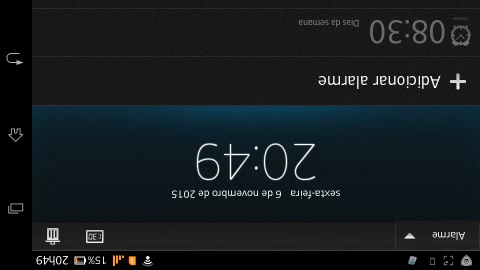 15% 20h49
Alarme
sexta-feira 6 de novembro de 2015
20:49
Adicionar alarme
08:30 Dias da semana